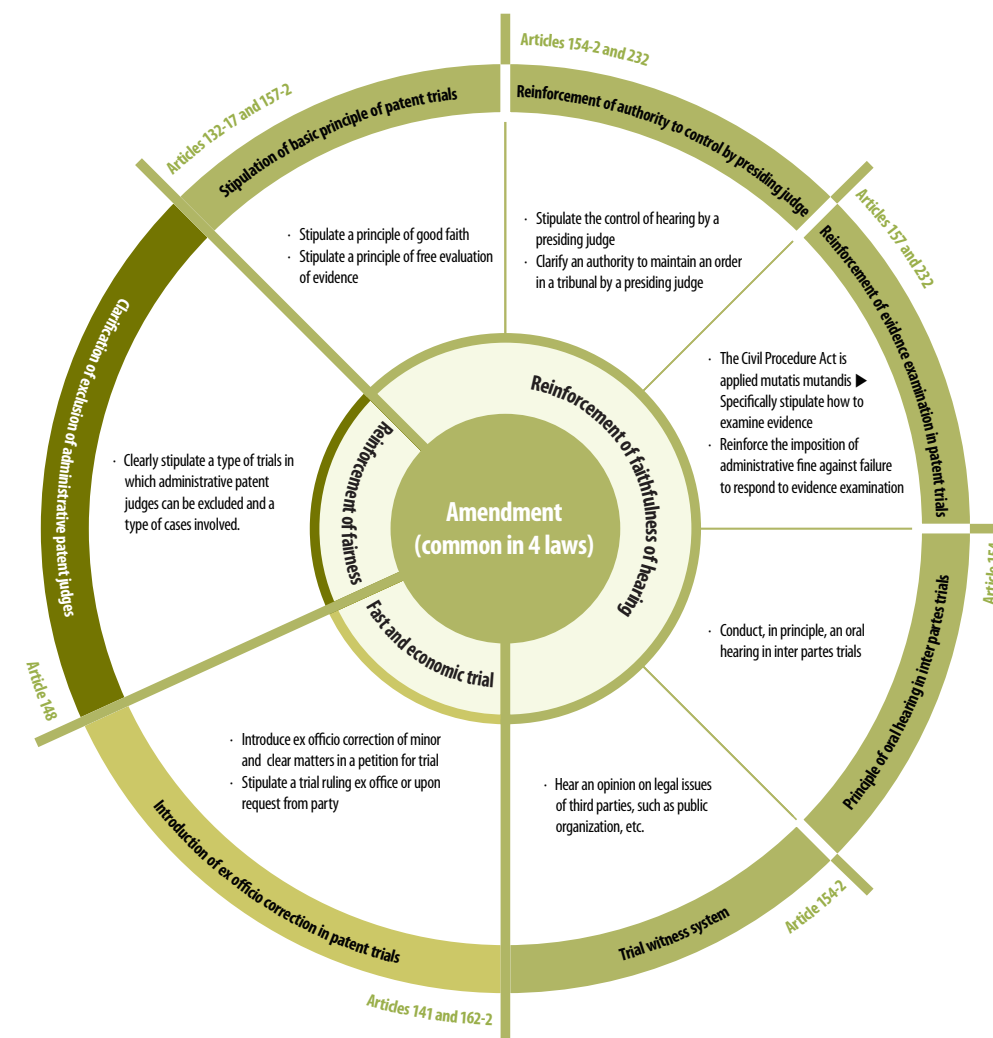 Amendment
(common in 4 laws)
Reinforcement of faithfulness of hearing
Articles 132-17 and 157-2
Stipulation of basic principle of patent trials
· Stipulate a principle of good faith
· Stipulate a principle of free evaluation
of evidence
Articles 154-2 and 232
Reinforcement of authority to control by presiding judge
· Stipulate the control of hearing by a
presiding judge
· Clarify an authority to maintain an order
in a tribunal by a presiding judge
Articles 157 and 232
Reinforcement of evidence examination in patent trials
· The Civil Procedure Act is
applied mutatis mutandis ▶
Specifically stipulate how to
examine evidence
· Reinforce the imposition of
administrative fine against failure
to respond to evidence examination
Article 154
Principle of oral hearing in inter partes trials
· Conduct, in principle, an oral
hearing in inter partes trials
Article 154-2
Trial witness system
· Hear an opinion on legal issues
of third parties, such as public
organization, etc.
Fast and economic trial
Articles 141 and 162-2
Introduction of ex officio correction in patent trials
· Introduce ex officio correction of minor
and clear matters in a petition for trial
· Stipulate a trial ruling ex office or upon
request from party
Reinforcement of fairness
Article 148
Clarification of exclusion of administrative patent judges
· Clearly stipulate a type of trials in
which administrative patent
judges can be excluded and a
type of cases involved.